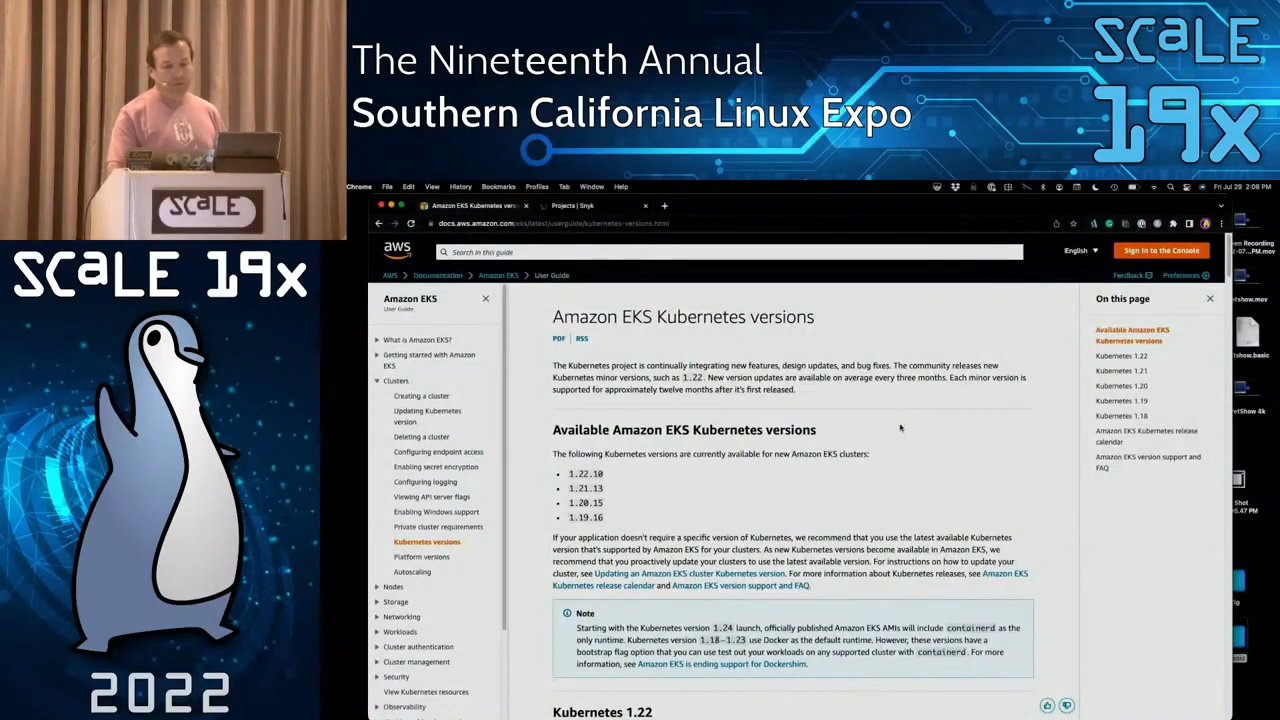 The Nineteenth Annual
Southern California Linux Expo
SCaLE
19x
SCaLE
SCaLE 19x
2022
Chrome File Edit View History Bookmarks Profiles Tab Window Help
Fri Jul 29 2:08 PM
Amazon EKS Kubernetes vers
Projects | Snyk
docs.aws.amazon.com/eks/latest/userguide/kubernetes-versions.html
aws
Search in this guide
English
Sign In to the Console
AWS > Documentation > Amazon EKS > User Guide
Feedback
Preferences
Amazon EKS
User Guide
What is Amazon EKS?
Getting started with Amazon
EKS
Clusters
Creating a cluster
Updating Kubernetes
version
Deleting a cluster
Configuring endpoint access
Enabling secret encryption
Configuring logging
Viewing API server flags
Enabling Windows support
Private cluster requirements
Kubernetes versions
Platform versions
Autoscaling
Nodes
Storage
Networking
Workloads
Cluster authentication
Cluster management
Security
View Kubernetes resources
Observability
Amazon EKS Kubernetes versions
PDF | RSS
The Kubernetes project is continually integrating new features, design updates, and bug fixes. The community releases new
Kubernetes minor versions, such as 1.22. New version updates are available on average every three months. Each minor version is
supported for approximately twelve months after it's first released.
Available Amazon EKS Kubernetes versions
The following Kubernetes versions are currently available for new Amazon EKS clusters:
• 1.22.10
• 1.21.13
• 1.20.15
• 1.19.16
If your application doesn't require a specific version of Kubernetes, we recommend that you use the latest available Kubernetes
version that's supported by Amazon EKS for your clusters. As new Kubernetes versions become available in Amazon EKS, we
recommend that you proactively update your clusters to use the latest available version. For instructions on how to update your
cluster, see Updating an Amazon EKS cluster Kubernetes version. For more information about Kubernetes releases, see Amazon EKS
Kubernetes release calendar and Amazon EKS version support and FAQ.
Note
Starting with the Kubernetes version 1.24 launch, officially published Amazon EKS AMIs will include containerd as the
only runtime. Kubernetes version 1.18–1.23 use Docker as the default runtime. However, these versions have a
bootstrap flag option that you can use test out your workloads on any supported cluster with containerd. For more
information, see Amazon EKS is ending support for Dockershim.
Kubernetes 1.22
On this page
Available Amazon EKS
Kubernetes versions
Kubernetes 1.22
Kubernetes 1.21
Kubernetes 1.20
Kubernetes 1.19
Kubernetes 1.18
Amazon EKS Kubernetes release
calendar
Amazon EKS version support and
FAQ
em Recording
etshow.mov
etshow.basic
retShow 4k
Shot